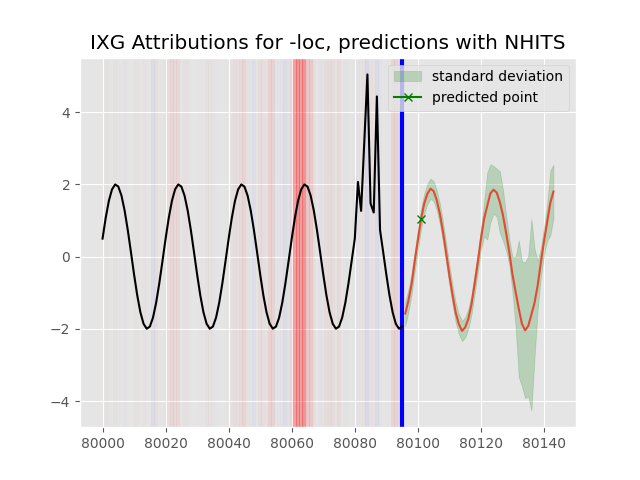 IXG Attributions for -loc, predictions with NHITS
standard deviation
predicted point
4
2
0
−2
−4
80000 80020 80040 80060 80080 80100 80120 80140